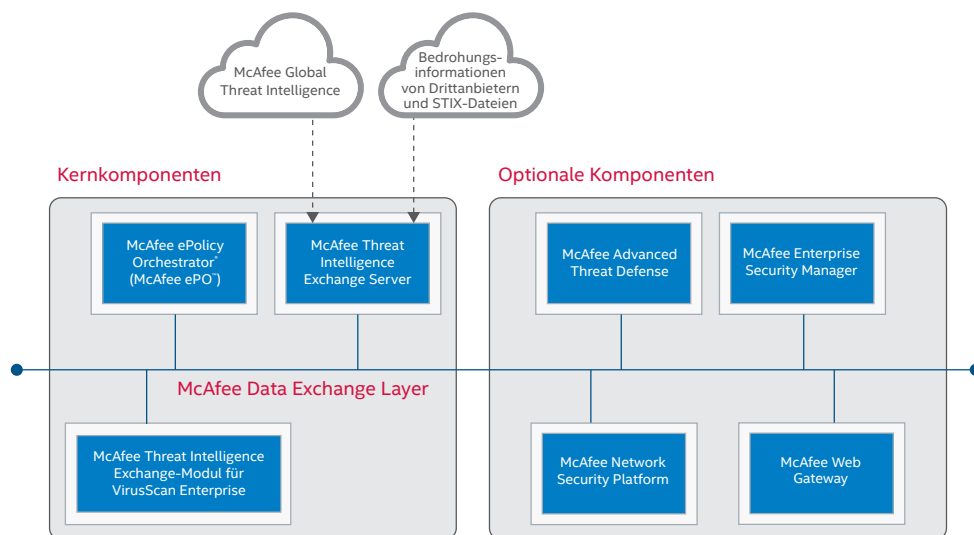 McAfee Global
Threat Intelligence
Bedrohungs-
informationen
von Drittanbietern
und STIX-Dateien
Kernkomponenten
Optionale Komponenten
McAfee ePolicy
Orchestrator®
(McAfee ePO™)
McAfee Threat
Intelligence
Exchange Server
McAfee Advanced
Threat Defense
McAfee Enterprise
Security Manager
McAfee Data Exchange Layer
McAfee Threat Intelligence
Exchange-Modul für
VirusScan Enterprise
McAfee Network
Security Platform
McAfee Web
Gateway